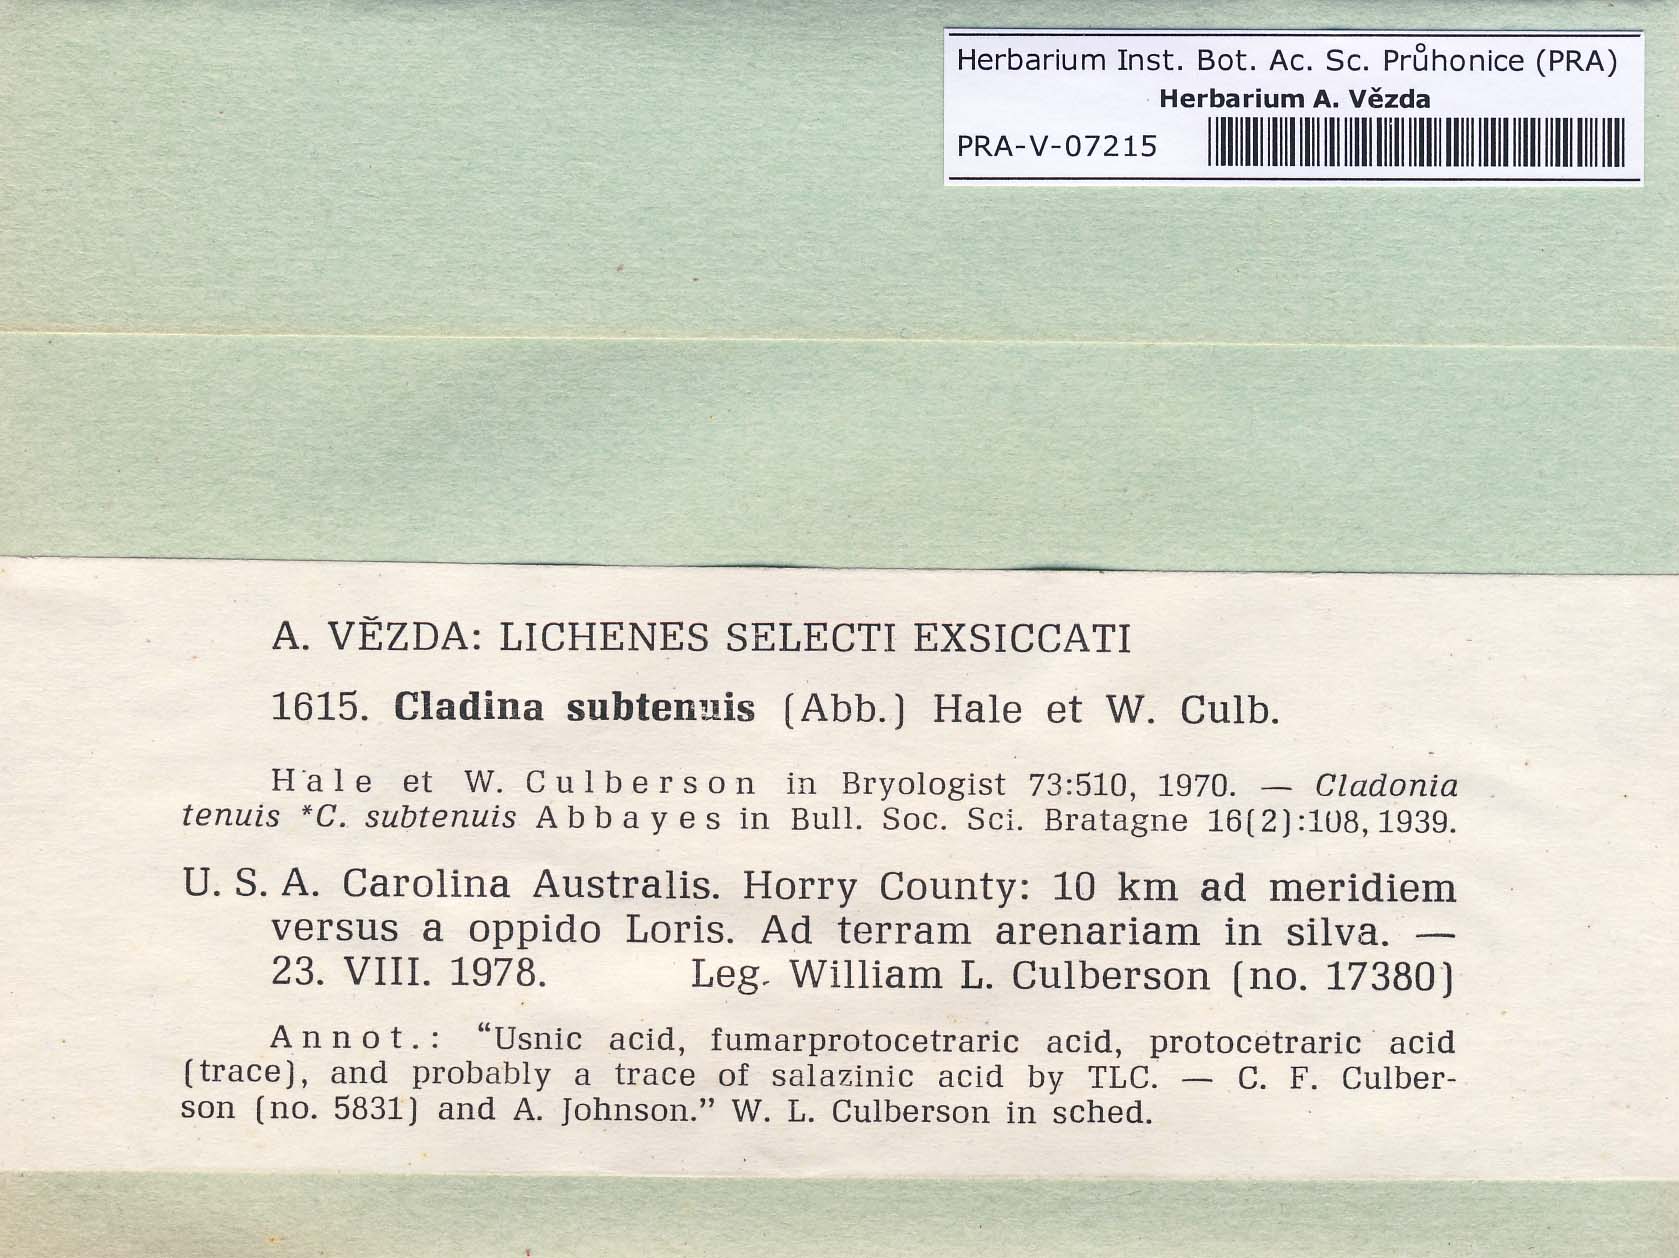 Herbarium Inst. Bot. Ac. Sc. Průhonice (PRA)
Herbarium A. Vězda
PRA-V-07215
A. VĚZDA: LICHENES SELECTI EXSICCATI
1615. Cladina subtenuis (Abb.) Hale et W. Culb.
Hale et W. Culberson in Bryologist 73:510, 1970. — Cladonia
tenuis *C. subtenuis Abbayes in Bull. Soc. Sci. Bratagne 16(2):108, 1939.
U. S. A. Carolina Australis. Horry County: 10 km ad meridiem
versus a oppido Loris. Ad terram arenariam in silva. —
23. VIII. 1978. Leg. William L. Culberson (no. 17380)
Annot.: “Usnic acid, fumarprotocetraric acid, protocetraric acid
(trace), and probably a trace of salazinic acid by TLC. — C. F. Culber-
son (no. 5831) and A. Johnson.” W. L. Culberson in sched.